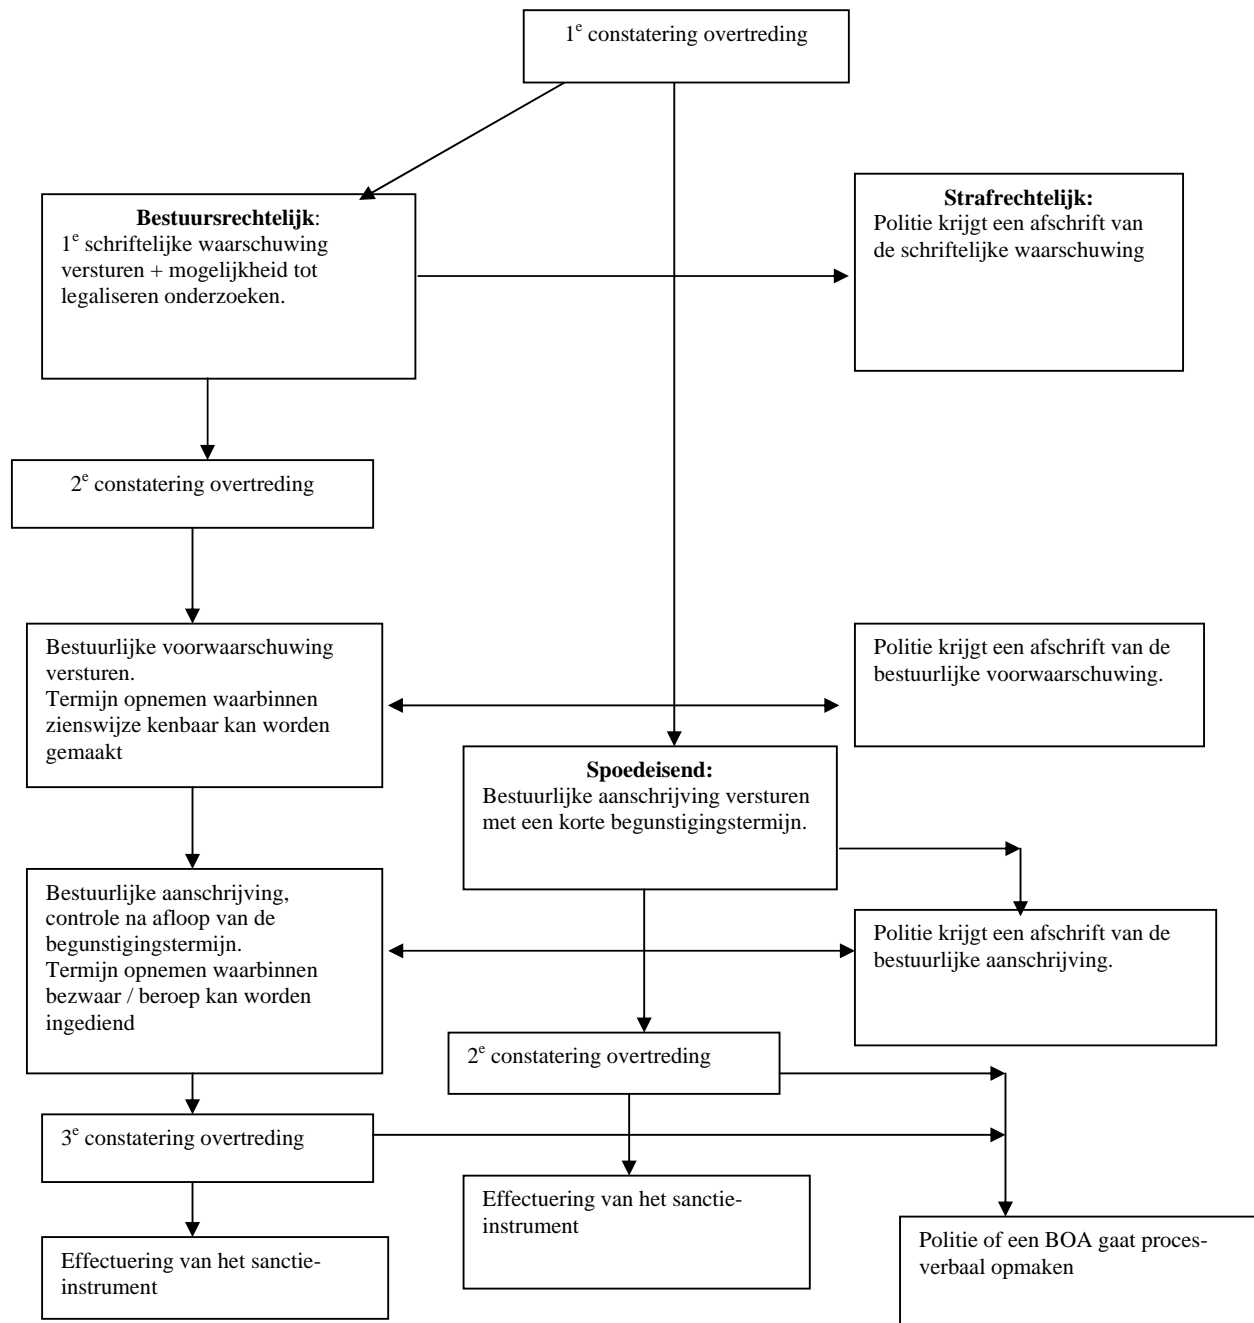 1e constatering overtreding
Bestuursrechtelijk:
1e schriftelijke waarschuwing
versturen + mogelijkheid tot
legaliseren onderzoeken.
Strafrechtelijk:
Politie krijgt een afschrift van
de schriftelijke waarschuwing
2e constatering overtreding
Bestuurlijke voorwaarschuwing
versturen.
Termijn opnemen waarbinnen
zienswijze kenbaar kan worden
gemaakt
Politie krijgt een afschrift van de
bestuurlijke voorwaarschuwing.
Spoedeisend:
Bestuurlijke aanschrijving versturen
met een korte begunstigingstermijn.
Bestuurlijke aanschrijving,
controle na afloop van de
begunstigingstermijn.
Termijn opnemen waarbinnen
bezwaar / beroep kan worden
ingediend
Politie krijgt een afschrift van de
bestuurlijke aanschrijving.
2e constatering overtreding
3e constatering overtreding
Effectuering van het sanctie-
instrument
Effectuering van het sanctie-
instrument
Politie of een BOA gaat proces-
verbaal opmaken